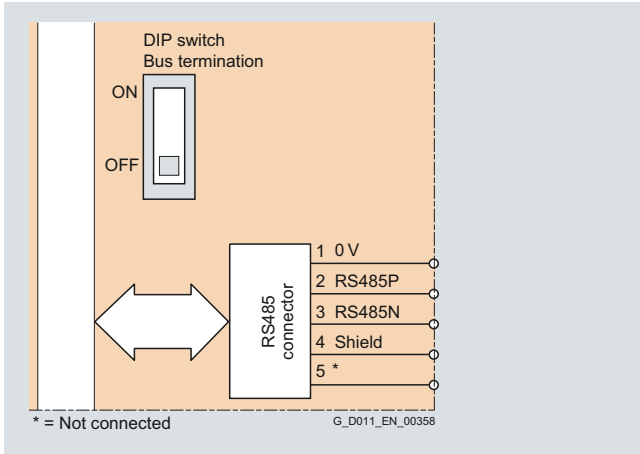 DIP switch
Bus termination
ON
OFF
RS485
connector
1 0 V
2 RS485P
3 RS485N
4 Shield
5 *
* = Not connected
G_D011_EN_00358